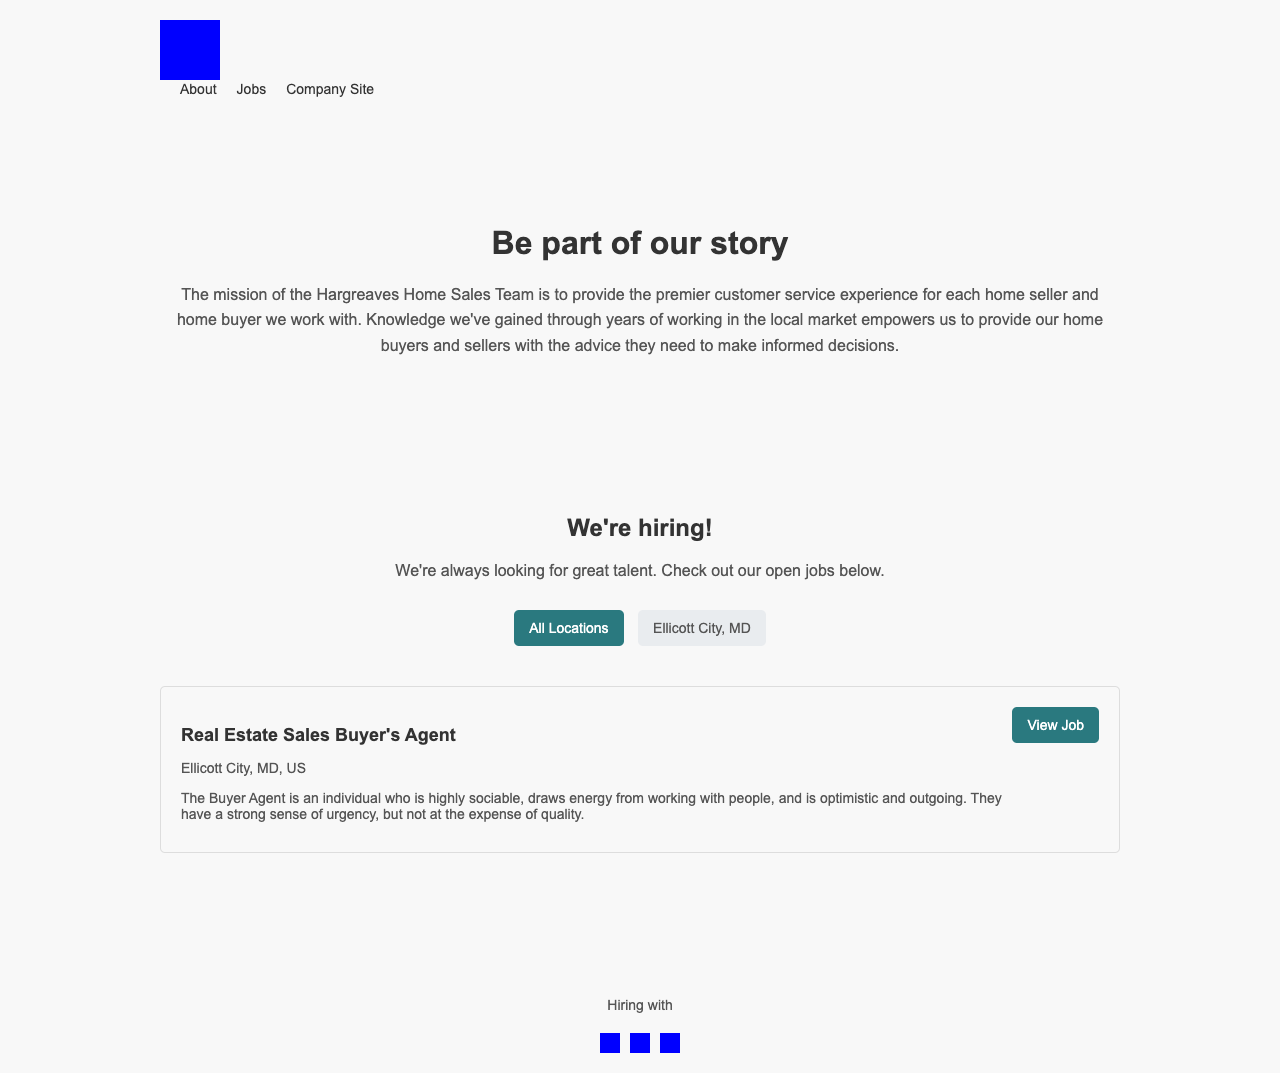 About Jobs Company Site
Be part of our story
The mission of the Hargreaves Home Sales Team is to provide the premier customer service experience for each home seller and
home buyer we work with. Knowledge we've gained through years of working in the local market empowers us to provide our home
buyers and sellers with the advice they need to make informed decisions.
We're hiring!
We're always looking for great talent. Check out our open jobs below.
All Locations Ellicott City, MD
Real Estate Sales Buyer's Agent
View Job
Ellicott City, MD, US
The Buyer Agent is an individual who is highly sociable, draws energy from working with people, and is optimistic and outgoing. They
have a strong sense of urgency, but not at the expense of quality.
Hiring with